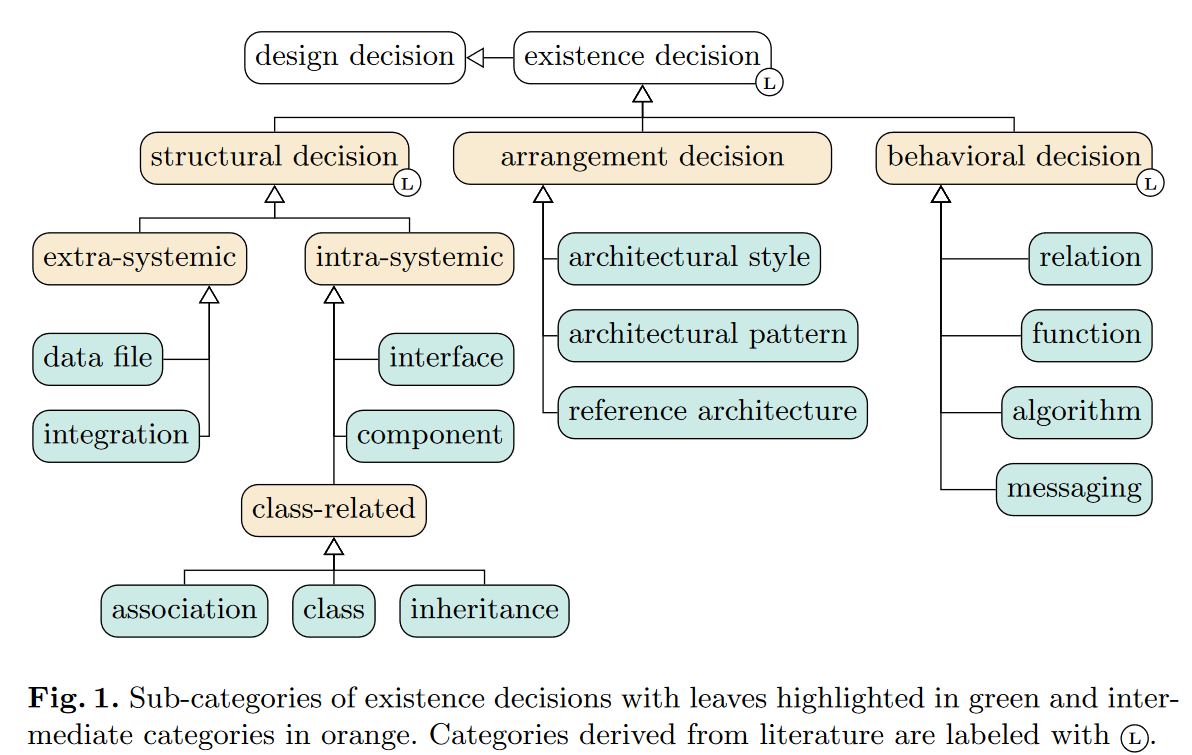 design decision
existence decision
L
structural decision
L
arrangement decision
behavioral decision
L
extra-systemic
intra-systemic
architectural style
relation
data file
interface
architectural pattern
function
integration
component
reference architecture
algorithm
class-related
messaging
association
class
inheritance
Fig. 1. Sub-categories of existence decisions with leaves highlighted in green and inter-
mediate categories in orange. Categories derived from literature are labeled with Ⓛ.